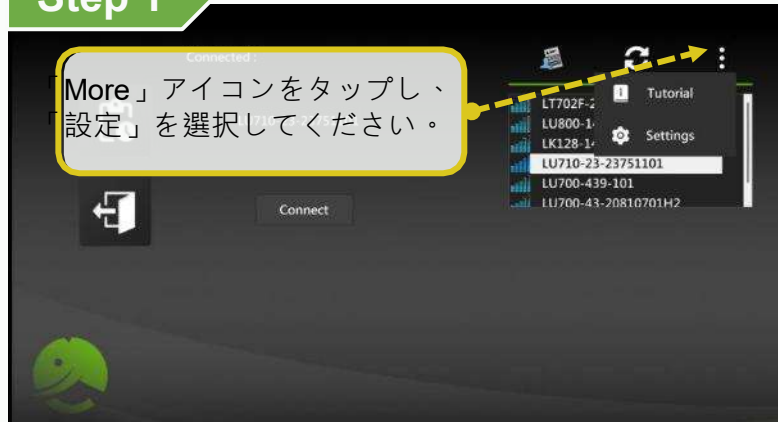 Step 1
Connected :
「More」アイコンをタップし、
「設定」を選択してください。
Tutorial
Settings
LT702F-2
LU800-1
LK128-1
LU710-23-23751101
LU700-439-101
LU700-43-20810701H2
Connect